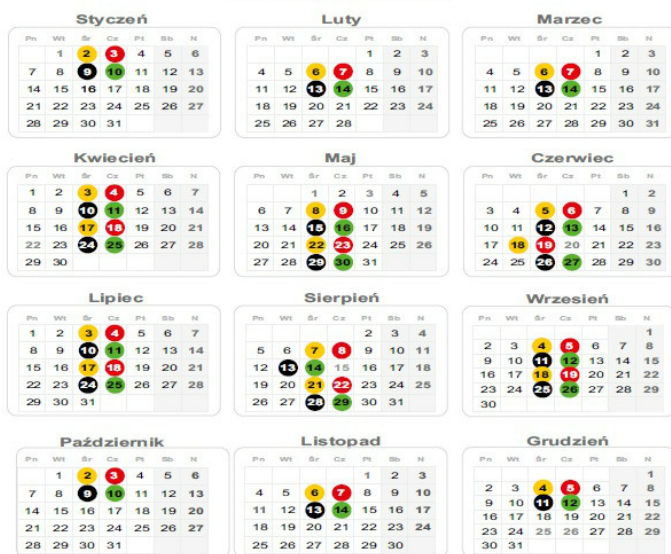 Styczeń
Pn Wt Śr Cz Pt Sb N
1 2 3 4 5 6
7 8 9 10 11 12 13
14 15 16 17 18 19 20
21 22 23 24 25 26 27
28 29 30 31
Luty
Pn Wt Śr Cz Pt Sb N
1 2 3
4 5 6 7 8 9 10
11 12 13 14 15 16 17
18 19 20 21 22 23 24
25 26 27 28
Marzec
Pn Wt Śr Cz Pt Sb N
1 2 3
4 5 6 7 8 9 10
11 12 13 14 15 16 17
18 19 20 21 22 23 24
25 26 27 28 29 30 31
Kwiecień
Pn Wt Śr Cz Pt Sb N
1 2 3 4 5 6 7
8 9 10 11 12 13 14
15 16 17 18 19 20 21
22 23 24 25 26 27 28
29 30
Maj
Pn Wt Śr Cz Pt Sb N
1 2 3 4 5
6 7 8 9 10 11 12
13 14 15 16 17 18 19
20 21 22 23 24 25 26
27 28 29 30 31
Czerwiec
Pn Wt Śr Cz Pt Sb N
1 2
3 4 5 6 7 8 9
10 11 12 13 14 15 16
17 18 19 20 21 22 23
24 25 26 27 28 29 30
Lipiec
Pn Wt Śr Cz Pt Sb N
1 2 3 4 5 6 7
8 9 10 11 12 13 14
15 16 17 18 19 20 21
22 23 24 25 26 27 28
29 30 31
Sierpień
Pn Wt Śr Cz Pt Sb N
2 3 4
5 6 7 8 9 10 11
12 13 14 15 16 17 18
19 20 21 22 23 24 25
26 27 28 29 30 31
Wrzesień
Pn Wt Śr Cz Pt Sb N
1
2 3 4 5 6 7 8
9 10 11 12 13 14 15
16 17 18 19 20 21 22
23 24 25 26 27 28 29
30
Październik
Pn Wt Śr Cz Pt Sb N
1 2 3 4 5 6
7 8 9 10 11 12 13
14 15 16 17 18 19 20
21 22 23 24 25 26 27
28 29 30 31
Listopad
Pn Wt Śr Cz Pt Sb N
1 2 3
4 5 6 7 8 9 10
11 12 13 14 15 16 17
18 19 20 21 22 23 24
25 26 27 28 29 30
Grudzień
Pn Wt Śr Cz Pt Sb N
1
2 3 4 5 6 7 8
9 10 11 12 13 14 15
16 17 18 19 20 21 22
23 24 25 26 27 28 29
30 31